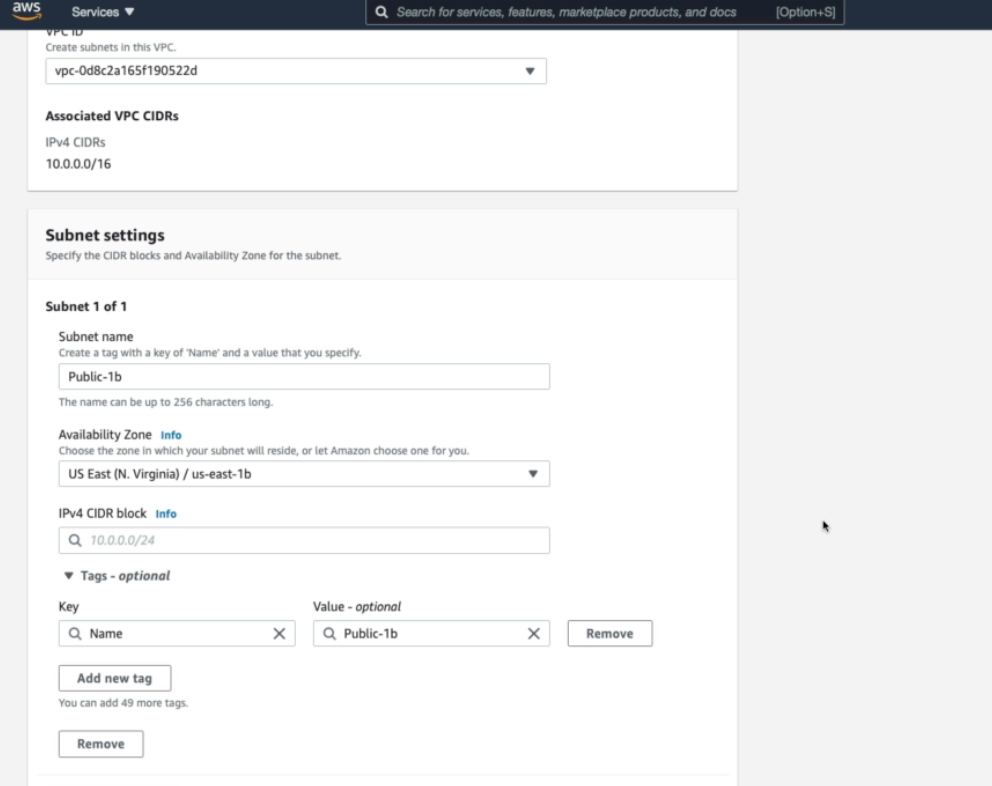 aws
Services ▼
Search for services, features, marketplace products, and docs [Option+S]
VPC ID
Create subnets in this VPC.
vpc-0d8c2a165f190522d
Associated VPC CIDRs
IPv4 CIDRs
10.0.0.0/16
Subnet settings
Specify the CIDR blocks and Availability Zone for the subnet.
Subnet 1 of 1
Subnet name
Create a tag with a key of 'Name' and a value that you specify.
Public-1b
The name can be up to 256 characters long.
Availability Zone Info
Choose the zone in which your subnet will reside, or let Amazon choose one for you.
US East (N. Virginia) / us-east-1b
IPv4 CIDR block Info
10.0.0.0/24
Tags - optional
Key Value - optional
Name Public-1b Remove
Add new tag
You can add 49 more tags.
Remove